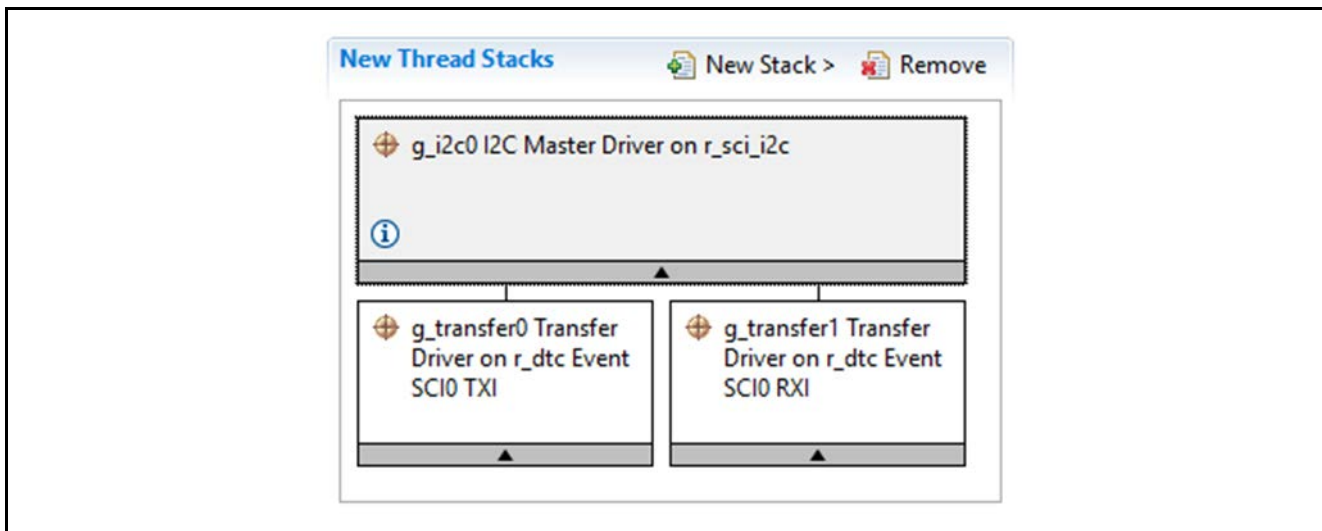 New Thread Stacks New Stack > Remove
g_i2c0 I2C Master Driver on r_sci_i2c
g_transfer0 Transfer
Driver on r_dtc Event
SCI0 TXI
g_transfer1 Transfer
Driver on r_dtc Event
SCI0 RXI